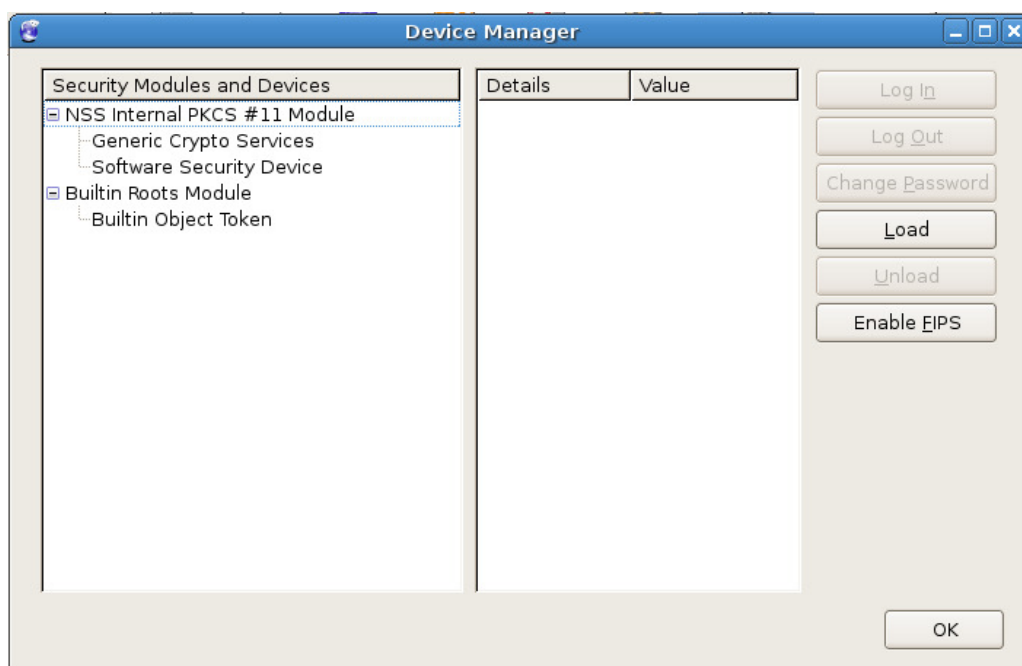 Device Manager
Security Modules and Devices
NSS Internal PKCS #11 Module
Generic Crypto Services
Software Security Device
Builtin Roots Module
Builtin Object Token
Details Value
Log In
Log Out
Change Password
Load
Unload
Enable FIPS
OK